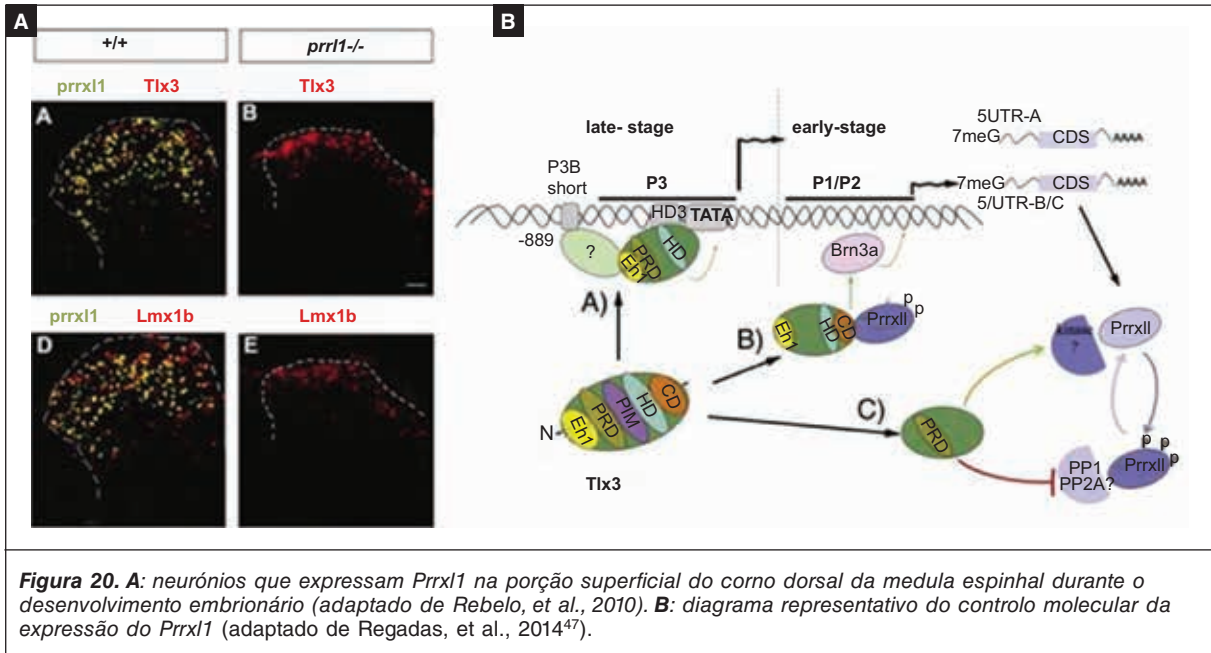 A
+/+
prrl1-/-
prrxl1 Tlx3
Tlx3
A
B
prrxl1 Lmx1b
Lmx1b
D
E
B
late- stage
early-stage
5UTR-A
7meG CDS AAAA
P3B
short
P3
P1/P2
7meG CDS AAAA
5/UTR-B/C
HD3 TATA
-889
?
Eh1 PRD HD
Brn3a
A)
B)
Eh1 HD CD Prrxll
p
p
kinase
?
Prrxll
N
Eh1 PRD PIM HD CD
Tlx3
C)
PRD
p
p
p
PP1
PP2A?
Prrxll
Figura 20. A: neurónios que expressam Prrxl1 na porção superficial do corno dorsal da medula espinhal durante o
desenvolvimento embrionário (adaptado de Rebelo, et al., 2010). B: diagrama representativo do controlo molecular da
expressão do Prrxl1 (adaptado de Regadas, et al., 201447).